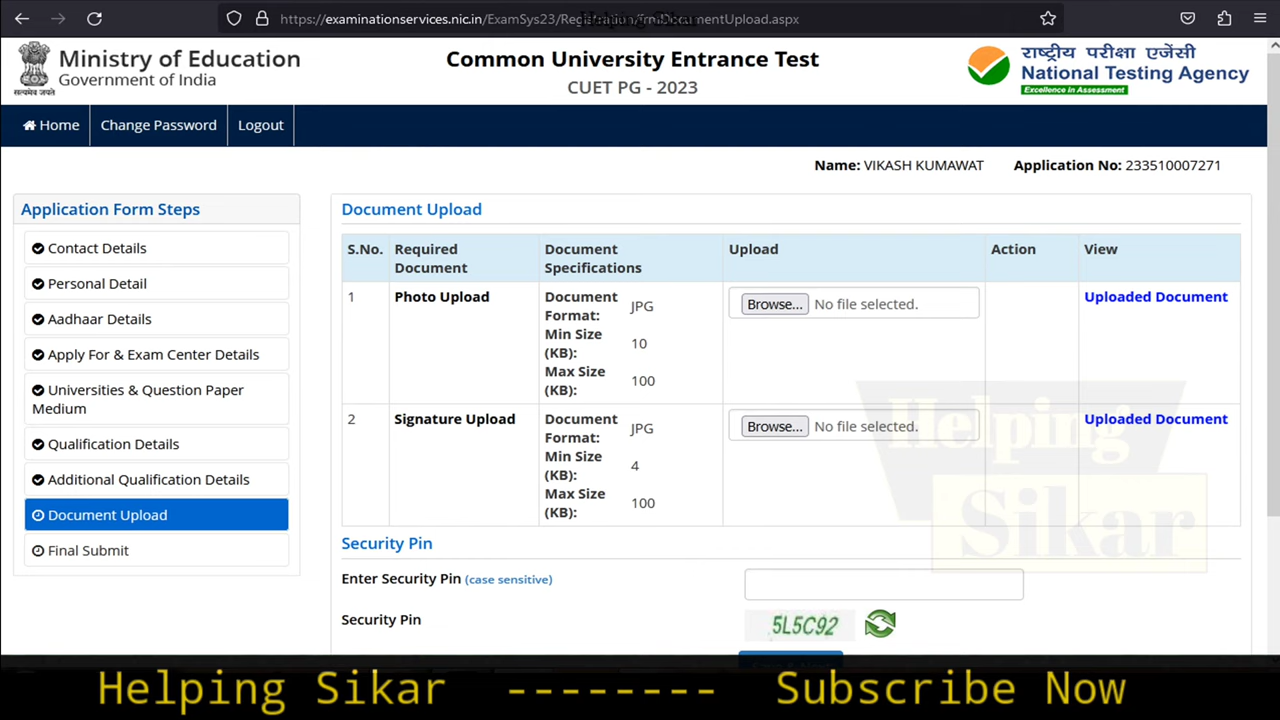 https://examinationservices.nic.in/ExamSys23/Registration/frmDocumentUpload.aspx
Helping Sikar
सत्यमेव जयते
Ministry of Education
Government of India
Common University Entrance Test
CUET PG - 2023
राष्ट्रीय परीक्षा एजेंसी
National Testing Agency
Excellence in Assessment
Home Change Password Logout
Name: VIKASH KUMAWAT Application No: 233510007271
Application Form Steps
Contact Details
Personal Detail
Aadhaar Details
Apply For & Exam Center Details
Universities & Question Paper
Medium
Qualification Details
Additional Qualification Details
Document Upload
Final Submit
Document Upload
S.No. Required Document Upload Action View
Document Specifications
1 Photo Upload Document JPG Browse... No file selected. Uploaded Document
Format:
Min Size 10
(KB):
Max Size 100
(KB):
2 Signature Upload Document JPG Browse... No file selected. Uploaded Document
Format:
Min Size 4
(KB):
Max Size 100
(KB):
Helping
Sikar
Security Pin
Enter Security Pin (case sensitive)
Security Pin 5L5C92
Helping Sikar -------- Subscribe Now